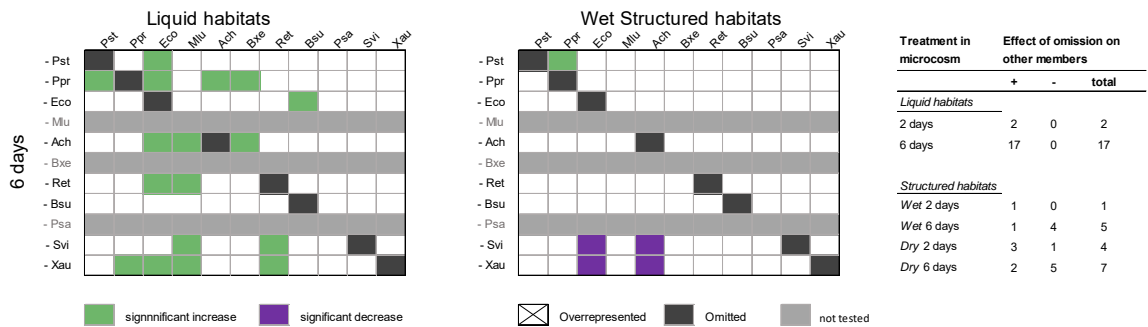 Liquid habitats
Pst Ppr Eco Mlu Ach Bxe Ret Bsu Psa Svi Xau
6 days
- Pst
- Ppr
- Eco
- Mlu
- Ach
- Bxe
- Ret
- Bsu
- Psa
- Svi
- Xau
signnnificant increase
significant decrease
Wet Structured habitats
Pst Ppr Eco Mlu Ach Bxe Ret Bsu Psa Svi Xau
- Pst
- Ppr
- Eco
- Mlu
- Ach
- Bxe
- Ret
- Bsu
- Psa
- Svi
- Xau
Overrepresented
Omitted
not tested
Treatment in microcosm Effect of omission on other members
+ - total
Liquid habitats
2 days 2 0 2
6 days 17 0 17
Structured habitats
Wet 2 days 1 0 1
Wet 6 days 1 4 5
Dry 2 days 3 1 4
Dry 6 days 2 5 7